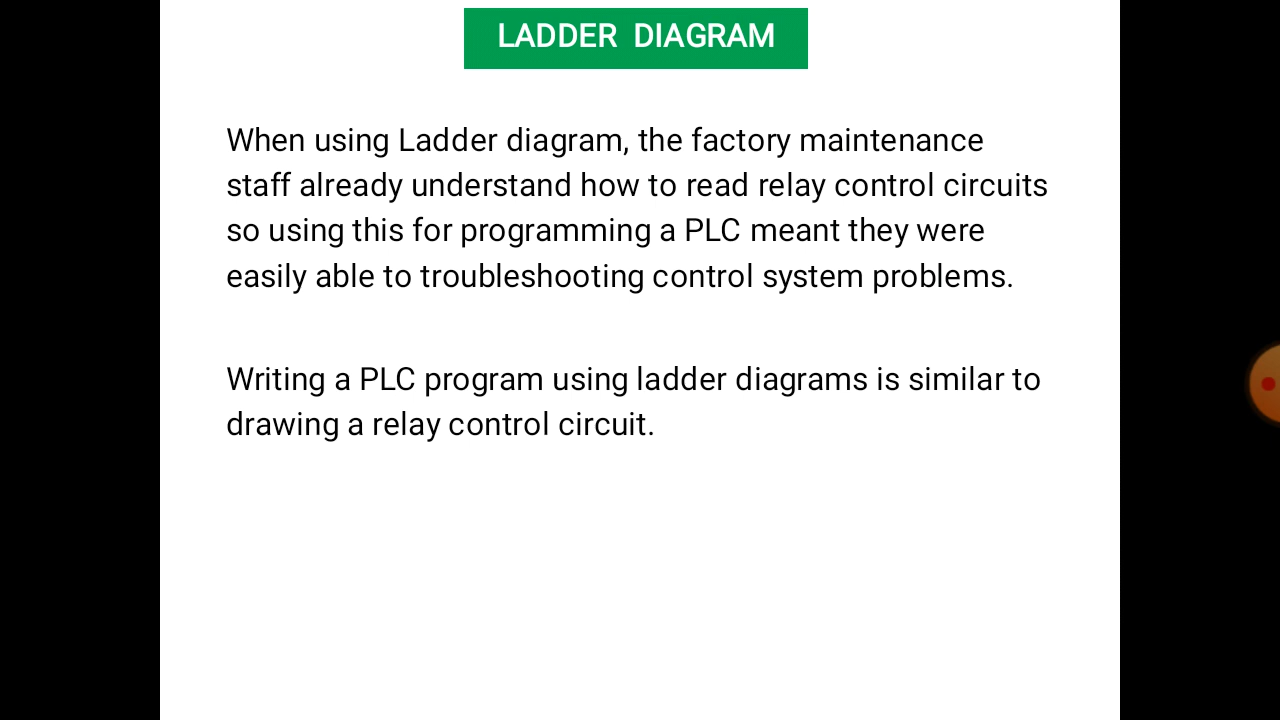 LADDER DIAGRAM
When using Ladder diagram, the factory maintenance
staff already understand how to read relay control circuits
so using this for programming a PLC meant they were
easily able to troubleshooting control system problems.
Writing a PLC program using ladder diagrams is similar to
drawing a relay control circuit.